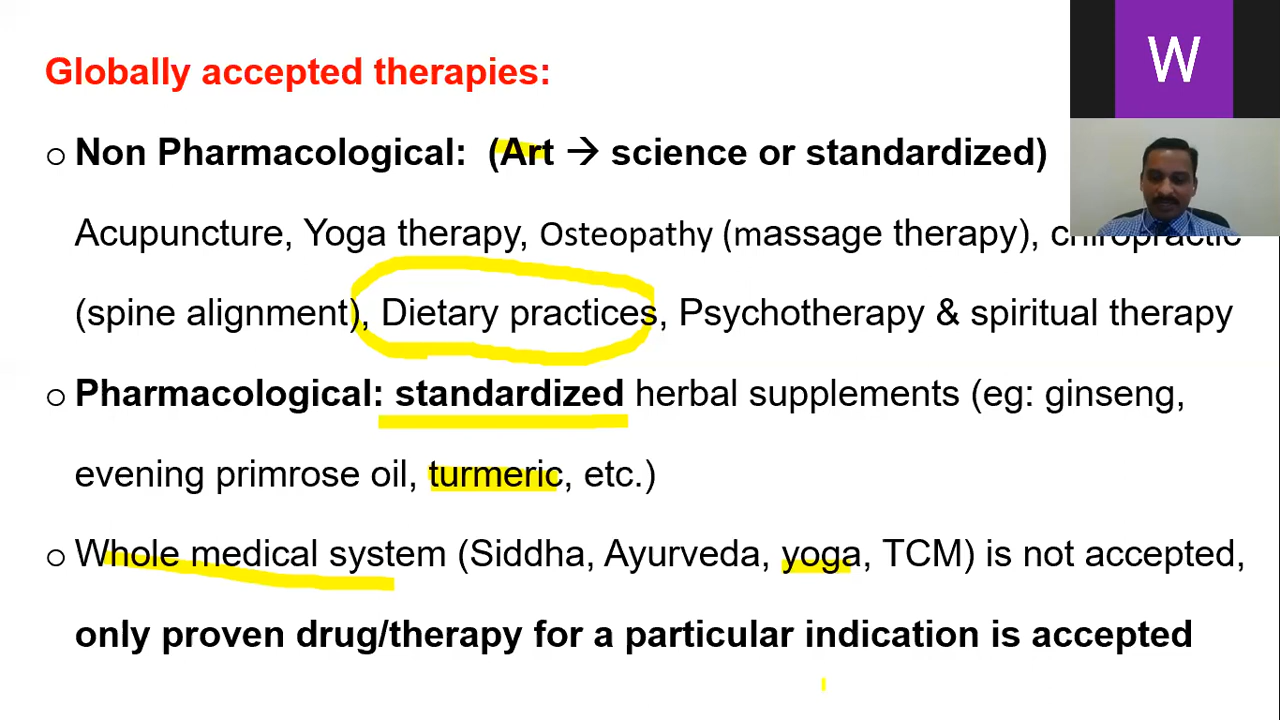 W
Globally accepted therapies:
Non Pharmacological: (Art → science or standardized)
Acupuncture, Yoga therapy, Osteopathy (massage therapy), chiropractic
(spine alignment), Dietary practices, Psychotherapy & spiritual therapy
Pharmacological: standardized herbal supplements (eg: ginseng,
evening primrose oil, turmeric, etc.)
Whole medical system (Siddha, Ayurveda, yoga, TCM) is not accepted,
only proven drug/therapy for a particular indication is accepted